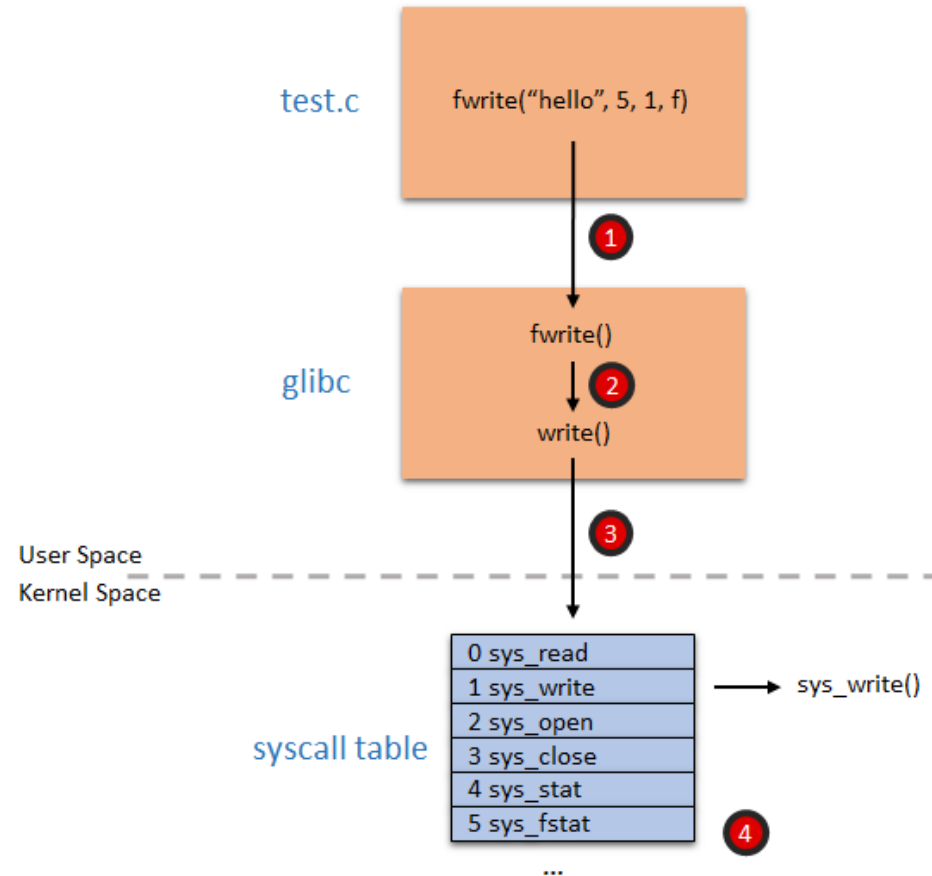 test.c
fwrite(“hello”, 5, 1, f)
1
fwrite()
glibc
2
write()
3
User Space
Kernel Space
0 sys_read
1 sys_write
sys_write()
2 sys_open
syscall table
3 sys_close
4 sys_stat
5 sys_fstat
4
...